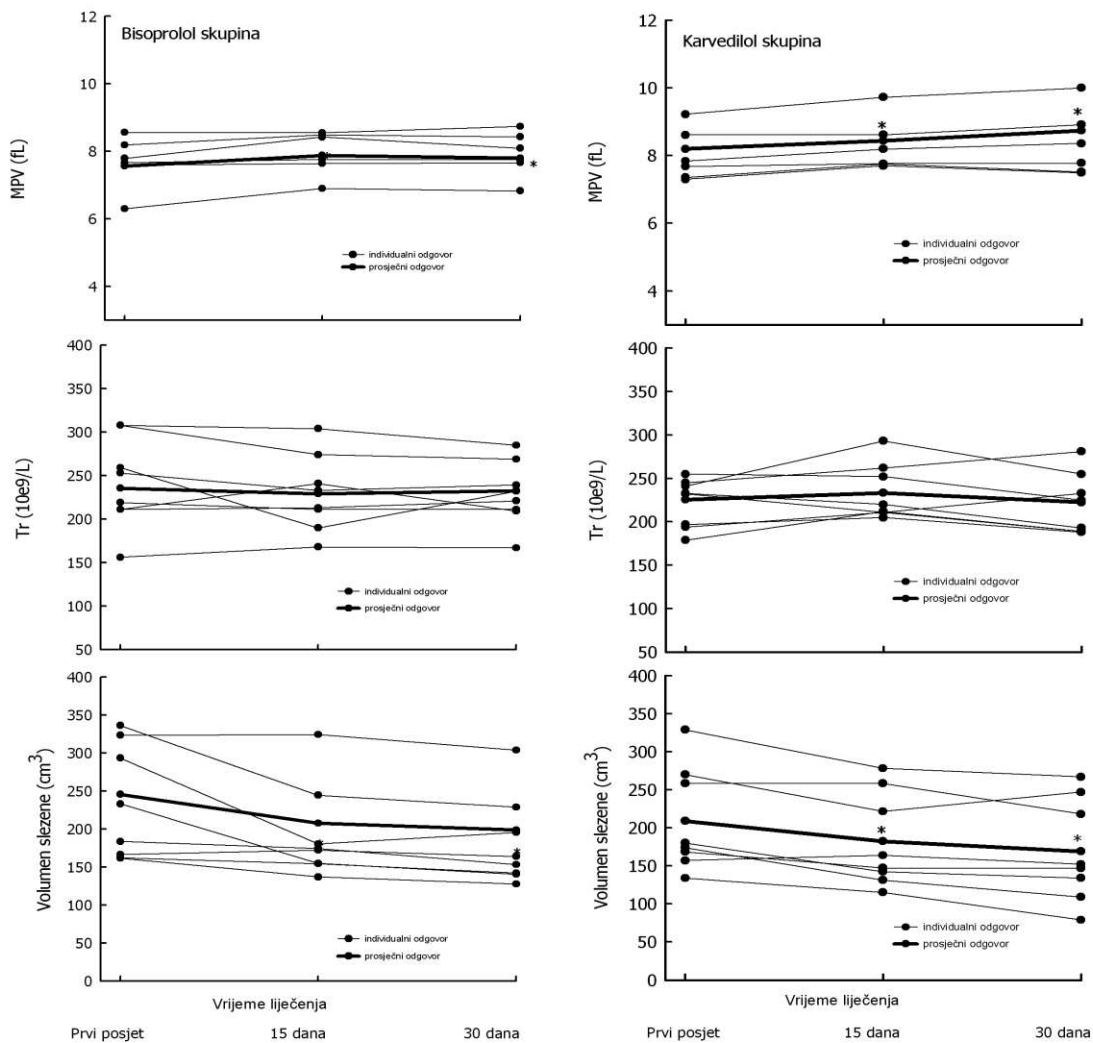 Bisoprolol skupina
12
10
8
6
4
MPV (fL)
*
*
individualni odgovor
prosječni odgovor
Karvedilol skupina
12
10
8
6
4
MPV (fL)
*
*
individualni odgovor
prosječni odgovor
400
350
300
250
200
150
100
50
Tr (10e9/L)
individualni odgovor
prosječni odgovor
400
350
300
250
200
150
100
50
Tr (10e9/L)
individualni odgovor
prosječni odgovor
400
350
300
250
200
150
100
50
0
Volumen slezene (cm³)
*
*
individualni odgovor
prosječni odgovor
Vrijeme liječenja
Prvi posjet 15 dana 30 dana
400
350
300
250
200
150
100
50
0
Volumen slezene (cm³)
*
*
individualni odgovor
prosječni odgovor
Vrijeme liječenja
Prvi posjet 15 dana 30 dana